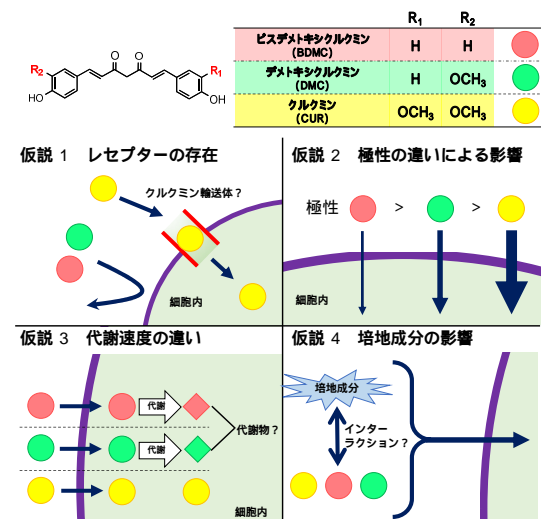 R₁ R₂
ビスデメトキシクルクミン
(BDMC)
H H
デメトキシクルクミン
(DMC)
H OCH₃
クルクミン
(CUR)
OCH₃ OCH₃
R₂
R₁
O O
HO
OH
仮説 1 レセプターの存在
クルクミン輸送体？
細胞内
仮説 2 極性の違いによる影響
極性 > >
細胞内
仮説 3 代謝速度の違い
代謝
代謝
代謝物？
細胞内
仮説 4 培地成分の影響
培地成分
インター
ラクション？